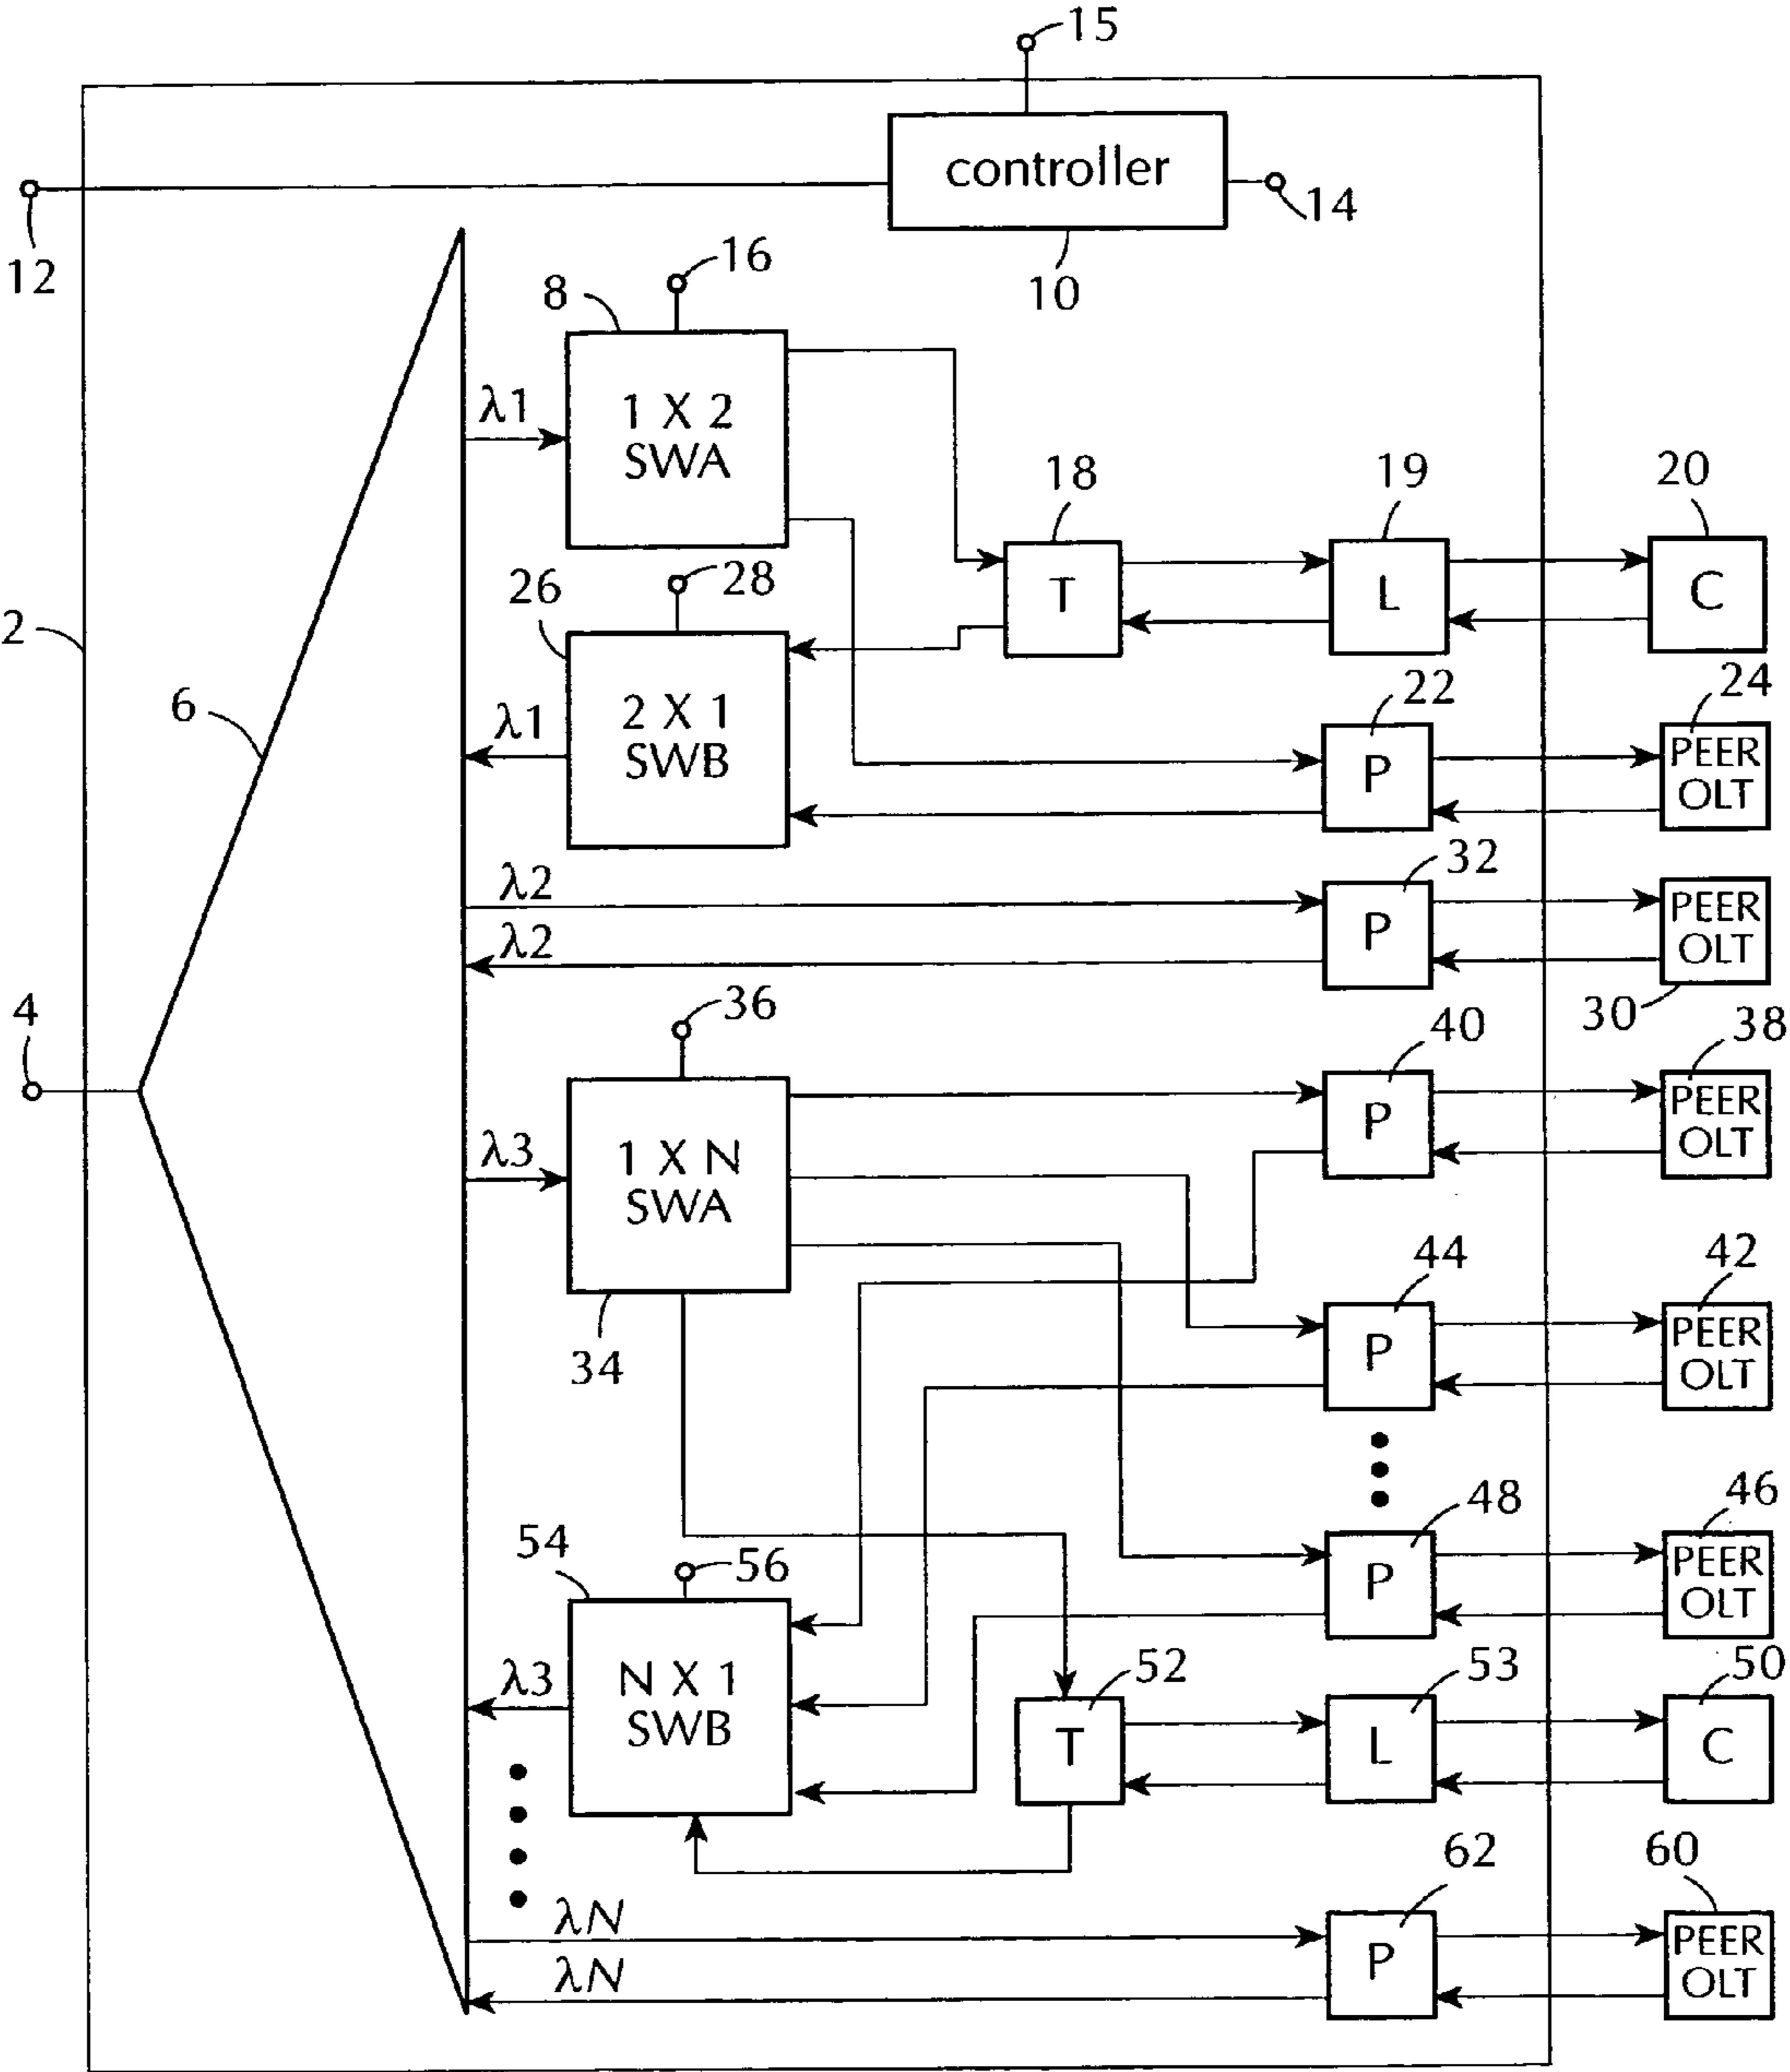 15
controller
14
12
10
16
8
1 X 2
SWA
λ1
18
19
20
T
L
C
28
26
2
2 X 1
SWB
λ1
6
22
24
P
PEER
OLT
λ2
32
λ2
P
PEER
OLT
30
4
36
40
38
1 X N
SWA
λ3
P
PEER
OLT
34
44
42
P
PEER
OLT
48
46
P
PEER
OLT
54
56
N X 1
SWB
λ3
52
53
50
T
L
C
62
60
λN
λN
P
PEER
OLT